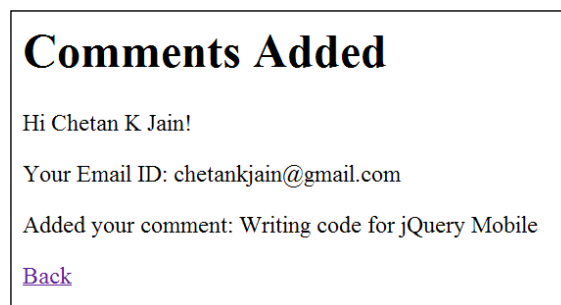 Comments Added
Hi Chetan K Jain!
Your Email ID: chetankjain@gmail.com
Added your comment: Writing code for jQuery Mobile
Back